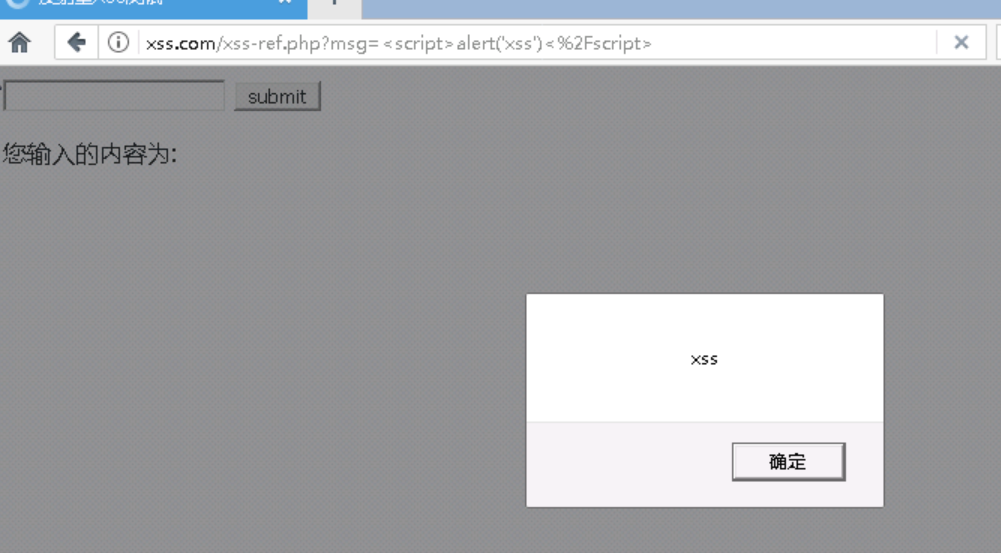 xss.com/xss-ref.php?msg=<script>alert('xss')<%2Fscript>
submit
您输入的内容为:
xss
确定